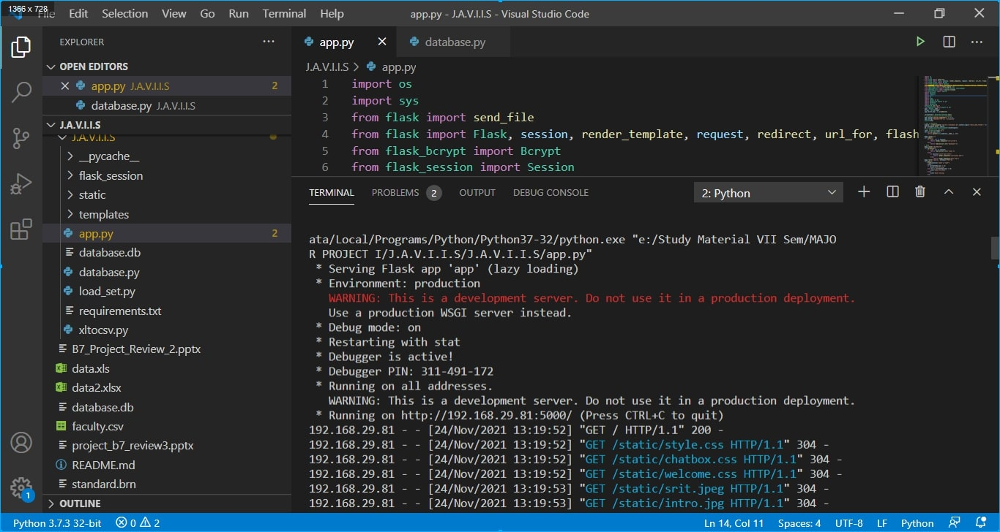 1366 x 728
File Edit Selection View Go Run Terminal Help
app.py - J.A.V.I.I.S - Visual Studio Code
EXPLORER
OPEN EDITORS
app.py J.A.V.I.I.S 2
database.py J.A.V.I.I.S
J.A.V.I.I.S
J.A.V.I.I.S
__pycache__
flask_session
static
templates
app.py 2
database.db
database.py
load_set.py
requirements.txt
xltocsv.py
B7_Project_Review_2.pptx
data.xls
data2.xlsx
database.db
faculty.csv
project_b7_review3.pptx
README.md
standard.brn
OUTLINE
1
app.py
database.py
J.A.V.I.I.S > app.py
1 import os
2 import sys
3 from flask import send_file
4 from flask import Flask, session, render_template, request, redirect, url_for, flash
5 from flask_bcrypt import Bcrypt
6 from flask_session import Session
TERMINAL PROBLEMS 2 OUTPUT DEBUG CONSOLE
2: Python
ata/Local/Programs/Python/Python37-32/python.exe "e:/Study Material VII Sem/MAJO
R PROJECT I/J.A.V.I.I.S/J.A.V.I.I.S/app.py"
* Serving Flask app 'app' (lazy loading)
* Environment: production
WARNING: This is a development server. Do not use it in a production deployment.
Use a production WSGI server instead.
* Debug mode: on
* Restarting with stat
* Debugger is active!
* Debugger PIN: 311-491-172
* Running on all addresses.
WARNING: This is a development server. Do not use it in a production deployment.
* Running on http://192.168.29.81:5000/ (Press CTRL+C to quit)
192.168.29.81 - - [24/Nov/2021 13:19:52] "GET / HTTP/1.1" 200 -
192.168.29.81 - - [24/Nov/2021 13:19:52] "GET /static/style.css HTTP/1.1" 304 -
192.168.29.81 - - [24/Nov/2021 13:19:52] "GET /static/chatbox.css HTTP/1.1" 304 -
192.168.29.81 - - [24/Nov/2021 13:19:52] "GET /static/welcome.css HTTP/1.1" 304 -
192.168.29.81 - - [24/Nov/2021 13:19:53] "GET /static/srit.jpeg HTTP/1.1" 304 -
192.168.29.81 - - [24/Nov/2021 13:19:53] "GET /static/intro.jpg HTTP/1.1" 304 -
Python 3.7.3 32-bit 0 2
Ln 14, Col 11 Spaces: 4 UTF-8 LF Python